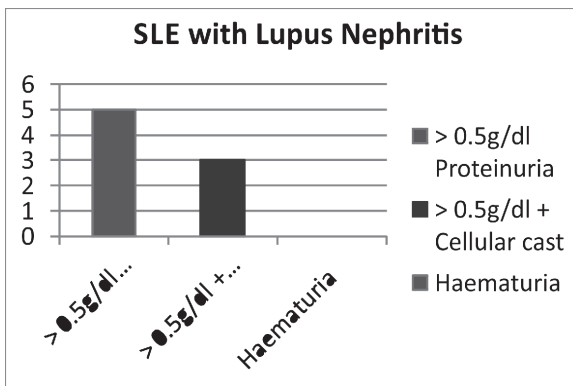 SLE with Lupus Nephritis
6
5
4
3
2
1
0
> 0.5g/dl...
> 0.5g/dl +...
Haematuria
> 0.5g/dl
Proteinuria
> 0.5g/dl +
Cellular cast
Haematuria